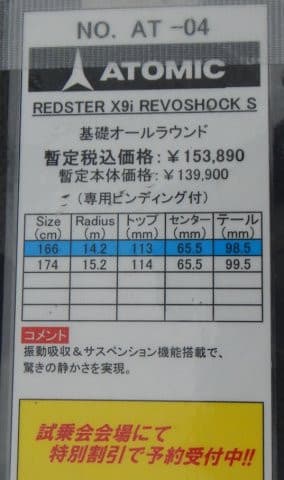 NO. AT -04
ATOMIC
REDSTER X9i REVOSHOCK S
基礎オールラウンド
暫定税込価格:￥153,890
暫定本体価格:￥139,900
(専用ビンディング付)
Size (cm) Radius (m) トップ (mm) センター (mm) テール (mm)
166 14.2 113 65.5 98.5
174 15.2 114 65.5 99.5
コメント
振動吸収＆サスペンション機能搭載で、
驚きの静かさを実現。
試乗会会場にて
特別割引で予約受付中!!